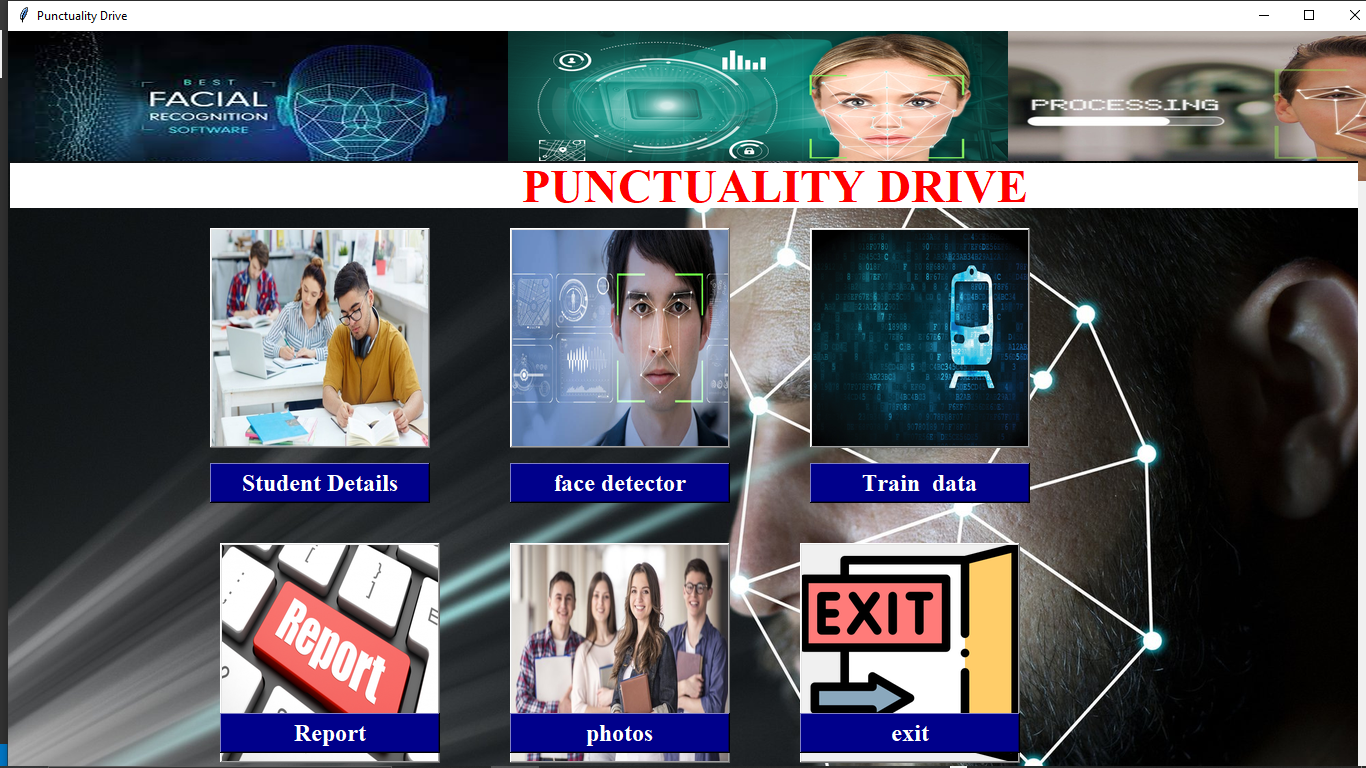 Punctuality Drive
BEST
FACIAL
RECOGNITION
SOFTWARE
PROCESSING
PUNCTUALITY DRIVE
Student Details
face detector
Train  data
Report
EXIT
Report
photos
exit